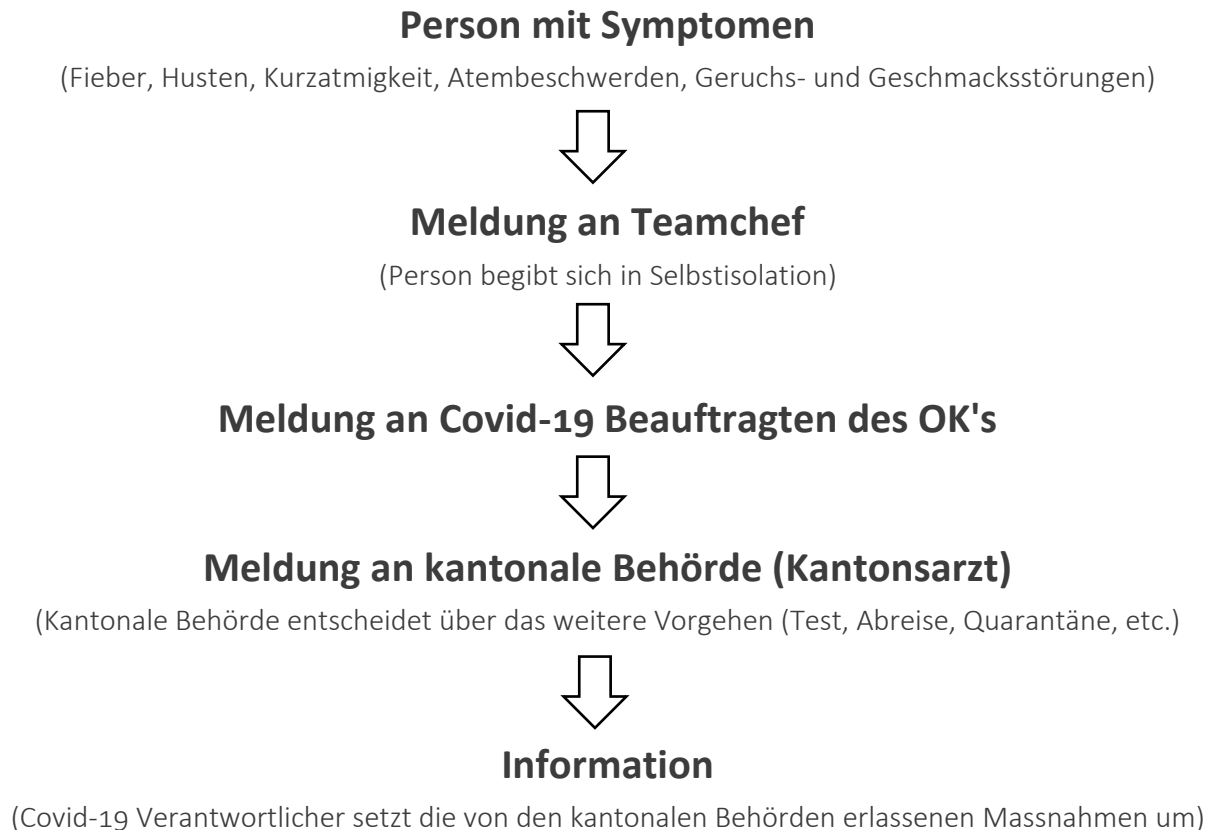 Person mit Symptomen
(Fieber, Husten, Kurzatmigkeit, Atembeschwerden, Geruchs- und Geschmacksstörungen)
Meldung an Teamchef
(Person begibt sich in Selbstisolation)
Meldung an Covid-19 Beauftragten des OK's
Meldung an kantonale Behörde (Kantonsarzt)
(Kantonale Behörde entscheidet über das weitere Vorgehen (Test, Abreise, Quarantäne, etc.)
Information
(Covid-19 Verantwortlicher setzt die von den kantonalen Behörden erlassenen Massnahmen um)